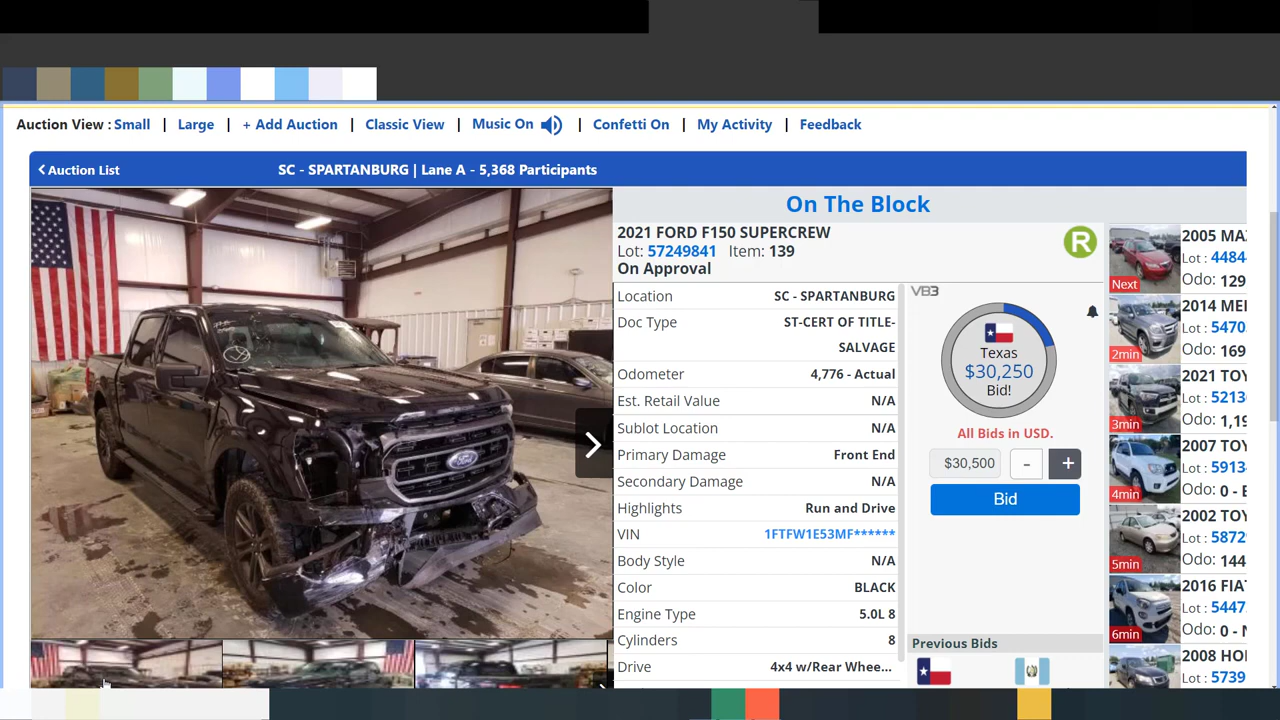 Auction View : Small | Large | + Add Auction | Classic View | Music On | Confetti On | My Activity | Feedback
Auction List
SC - SPARTANBURG | Lane A - 5,368 Participants
On The Block
2021 FORD F150 SUPERCREW
Lot: 57249841 Item: 139
On Approval
R
Location SC - SPARTANBURG
Doc Type ST-CERT OF TITLE-
SALVAGE
Odometer 4,776 - Actual
Est. Retail Value N/A
Sublot Location N/A
Primary Damage Front End
Secondary Damage N/A
Highlights Run and Drive
VIN 1FTFW1E53MF******
Body Style N/A
Color BLACK
Engine Type 5.0L 8
Cylinders 8
Drive 4x4 w/Rear Whee...
VB3
Texas
$30,250
Bid!
All Bids in USD.
$30,500 - +
Bid
Previous Bids
Next
2005 MA
Lot : 4484
Odo: 129
2min
2014 MER
Lot : 5470
Odo: 169
3min
2021 TOY
Lot : 5213
Odo: 1,19
4min
2007 TOY
Lot : 5913
Odo: 0 - E
5min
2002 TOY
Lot : 5872
Odo: 144
6min
2016 FIAT
Lot : 5447
Odo: 0 - N
2008 HO
Lot : 5739
Ford